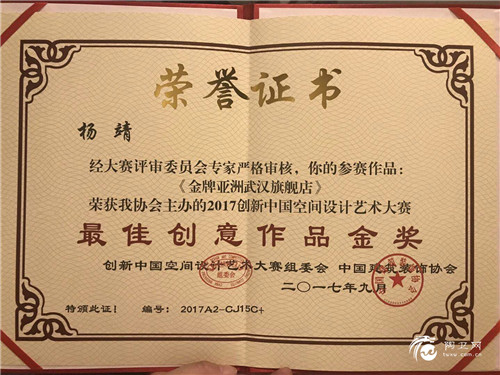 荣誉证书
杨靖
经大赛评审委员会专家严格审核，你的参赛作品：
《金牌亚洲武汉旗舰店》
荣获我协会主办的2017创新中国空间设计艺术大赛
最佳创意作品金奖
创新中国空间设计艺术大赛组委会 中国建筑装饰协会
二〇一七年九月
特颁此证！ 编号：2017A2-CJ15C+
陶卫网